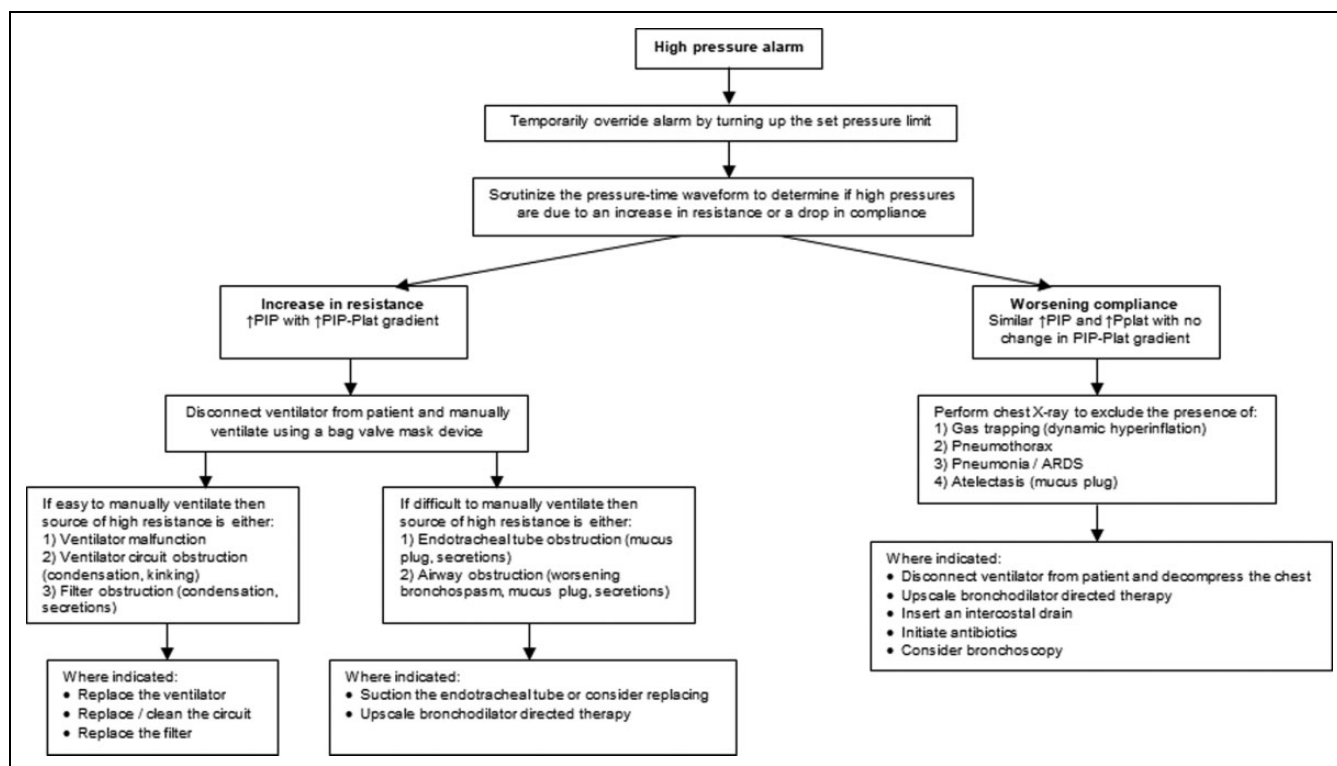 High pressure alarm
Temporarily override alarm by turning up the set pressure limit
Scrutinize the pressure-time waveform to determine if high pressures
are due to an increase in resistance or a drop in compliance
Increase in resistance
↑PIP with ↑PIP-Plat gradient
Worsening compliance
Similar ↑PIP and ↑Pplat with no
change in PIP-Plat gradient
Disconnect ventilator from patient and manually
ventilate using a bag valve mask device
Perform chest X-ray to exclude the presence of:
1) Gas trapping (dynamic hyperinflation)
2) Pneumothorax
3) Pneumonia / ARDS
4) Atelectasis (mucus plug)
If easy to manually ventilate then
source of high resistance is either:
1) Ventilator malfunction
2) Ventilator circuit obstruction
(condensation, kinking)
3) Filter obstruction (condensation,
secretions)
If difficult to manually ventilate then
source of high resistance is either:
1) Endotracheal tube obstruction (mucus
plug, secretions)
2) Airway obstruction (worsening
bronchospasm, mucus plug, secretions)
Where indicated:
• Disconnect ventilator from patient and decompress the chest
• Upscale bronchodilator directed therapy
• Insert an intercostal drain
• Initiate antibiotics
• Consider bronchoscopy
Where indicated:
• Replace the ventilator
• Replace / clean the circuit
• Replace the filter
Where indicated:
• Suction the endotracheal tube or consider replacing
• Upscale bronchodilator directed therapy